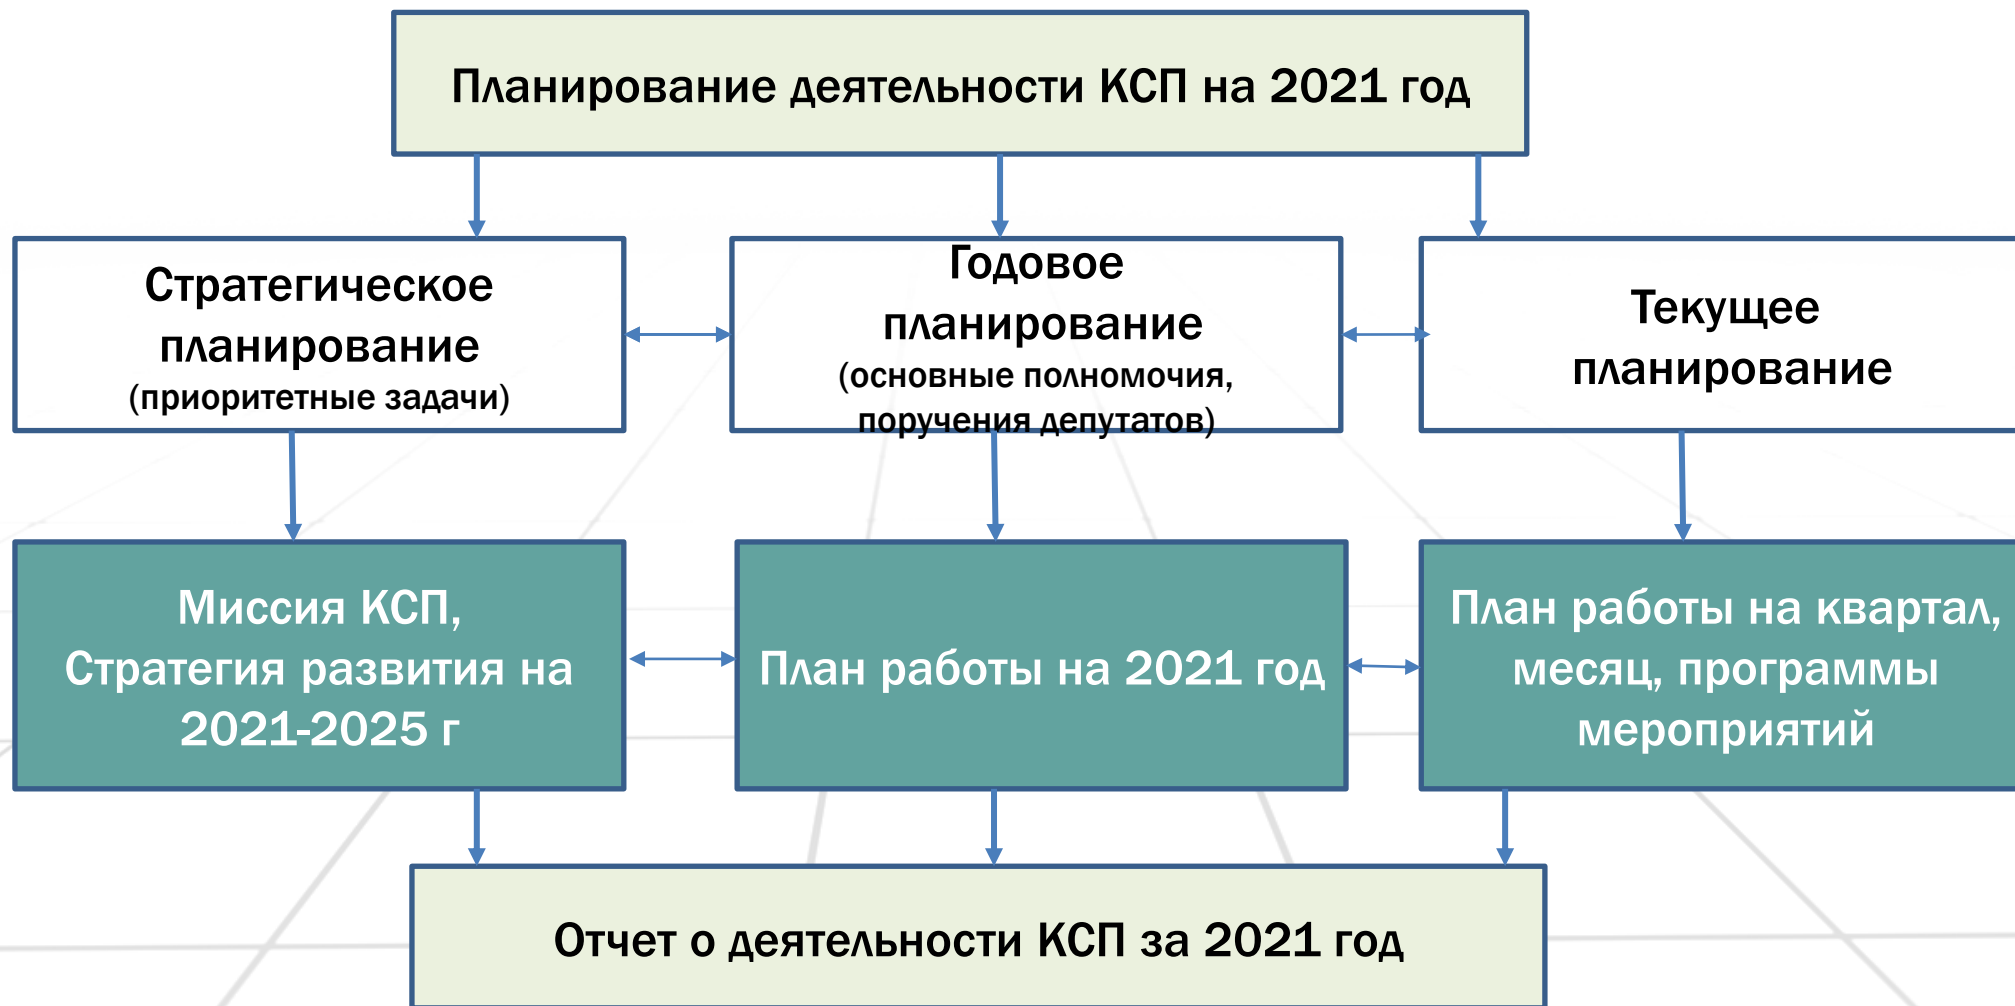 Планирование деятельности КСП на 2021 год
Стратегическое
планирование
(приоритетные задачи)
Годовое
планирование
(основные полномочия,
поручения депутатов)
Текущее
планирование
Миссия КСП,
Стратегия развития на
2021-2025 г
План работы на 2021 год
План работы на квартал,
месяц, программы
мероприятий
Отчет о деятельности КСП за 2021 год